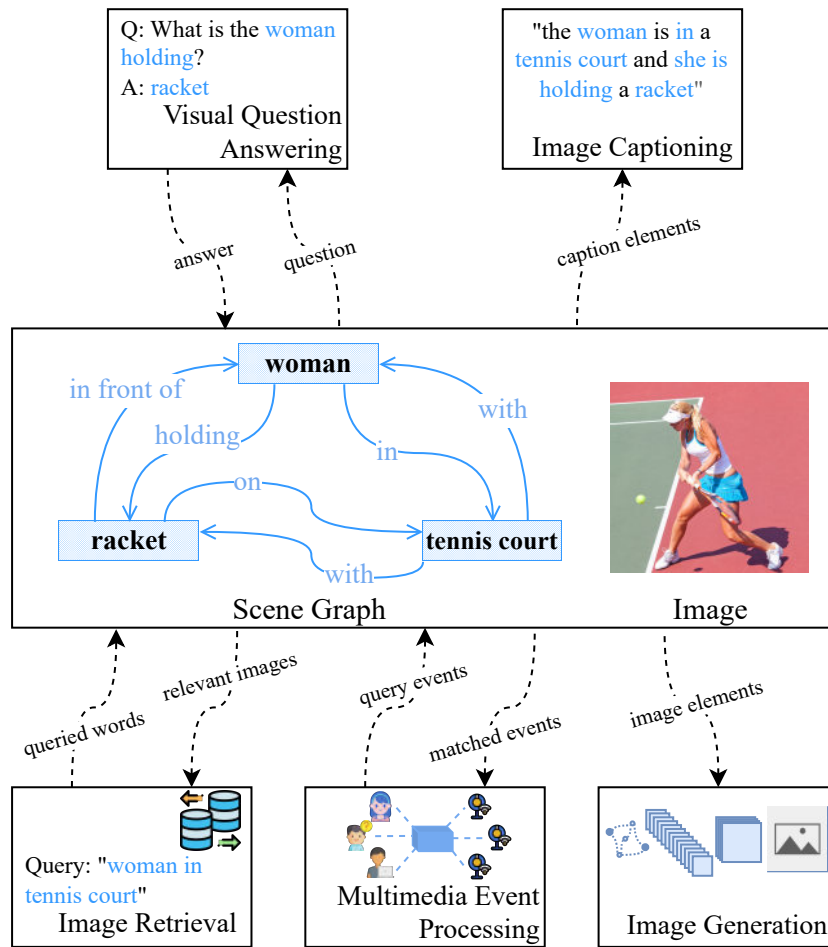 Q: What is the woman
holding?
A: racket
Visual Question
Answering
"the woman is in a
tennis court and she is
holding a racket"
Image Captioning
answer
question
caption elements
woman
in front of
holding
in
with
on
racket
tennis court
with
Scene Graph
Image
queried words
relevant images
query events
matched events
image elements
Query: "woman in
tennis court"
Image Retrieval
Multimedia Event
Processing
Image Generation